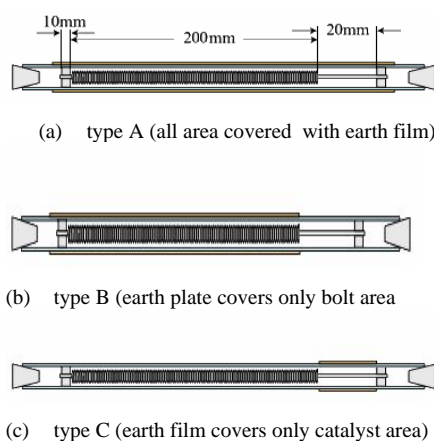 10mm
200mm
20mm
(a) type A (all area covered with earth film)
(b) type B (earth plate covers only bolt area
(c) type C (earth film covers only catalyst area)